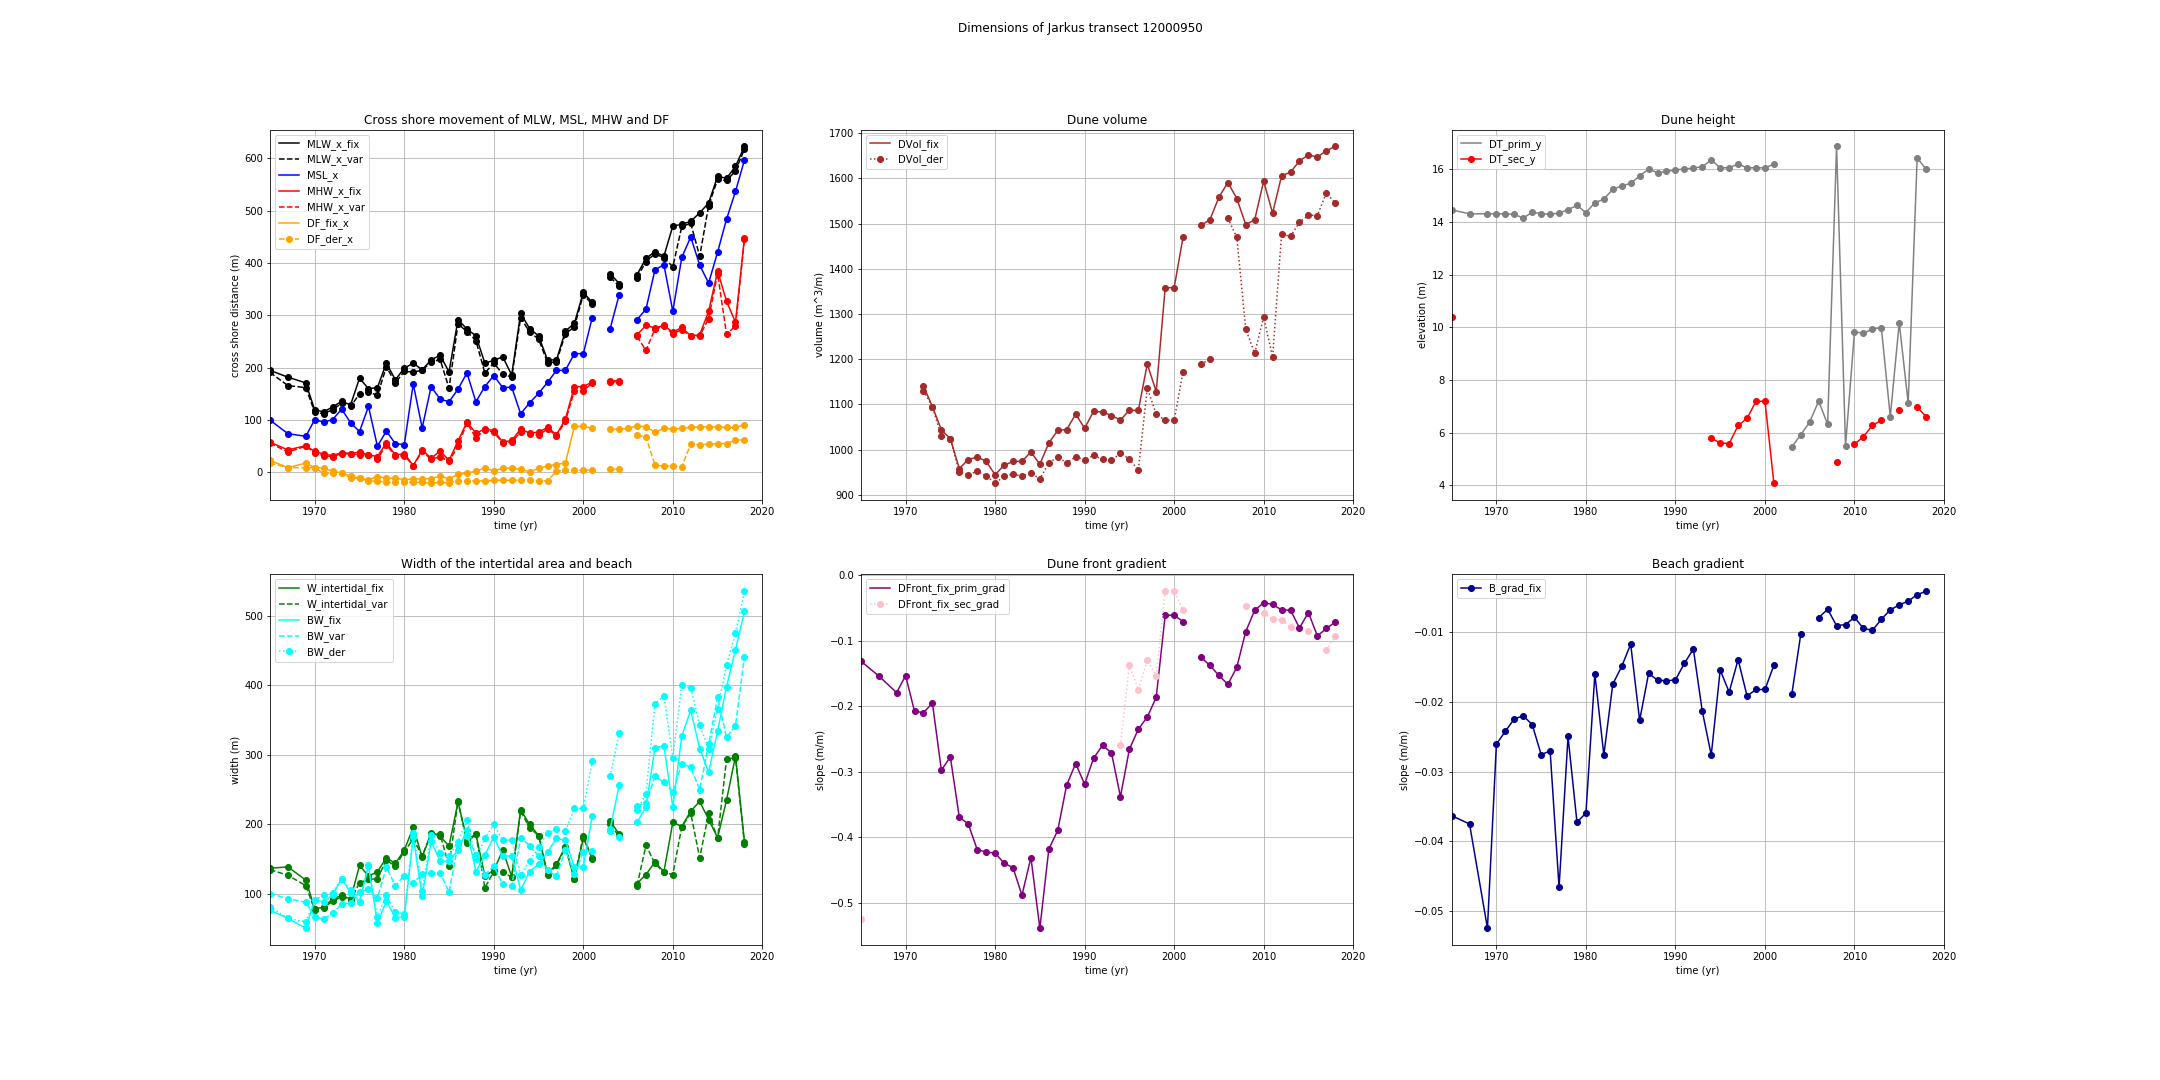 Dimensions of Jarkus transect 12000950
Cross shore movement of MLW, MSL, MHW and DF
cross shore distance (m)
600
500
400
300
200
100
0
MLW_x_fix
MLW_x_var
MSL_x
MHW_x_fix
MHW_x_var
DF_fix_x
DF_der_x
1970 1980 1990 2000 2010 2020
time (yr)
Dune volume
volume (m^3/m)
1700
1600
1500
1400
1300
1200
1100
1000
900
DVol_fix
DVol_der
1970 1980 1990 2000 2010 2020
time (yr)
Dune height
elevation (m)
16
14
12
10
8
6
4
DT_prim_y
DT_sec_y
1970 1980 1990 2000 2010 2020
time (yr)
Width of the intertidal area and beach
width (m)
500
400
300
200
100
W_intertidal_fix
W_intertidal_var
BW_fix
BW_var
BW_der
1970 1980 1990 2000 2010 2020
time (yr)
Dune front gradient
slope (m/m)
0.0
−0.1
−0.2
−0.3
−0.4
−0.5
DFront_fix_prim_grad
DFront_fix_sec_grad
1970 1980 1990 2000 2010 2020
time (yr)
Beach gradient
slope (m/m)
−0.01
−0.02
−0.03
−0.04
−0.05
B_grad_fix
1970 1980 1990 2000 2010 2020
time (yr)